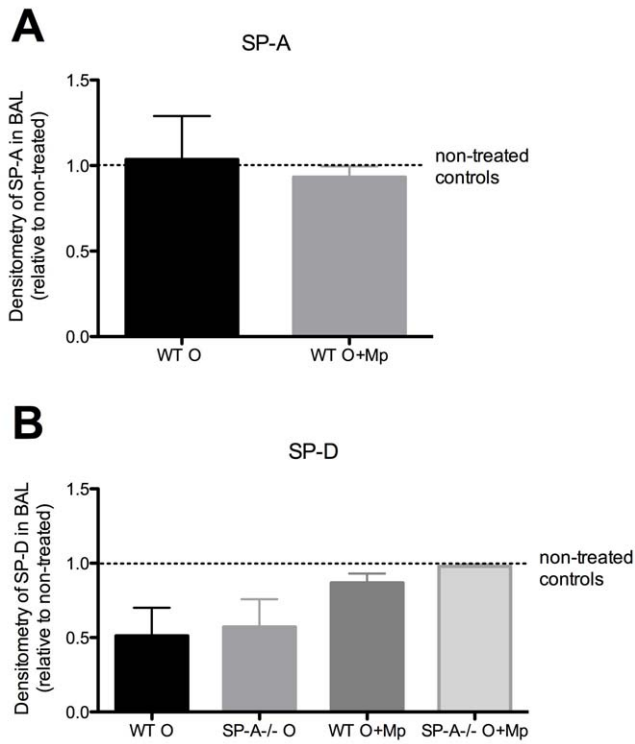 A
SP-A
Densitometry of SP-A in BAL
(relative to non-treated)
1.5
1.0
0.5
0.0
non-treated
controls
WT O
WT O+Mp
B
SP-D
Densitometry of SP-D in BAL
(relative to non-treated)
1.5
1.0
0.5
0.0
non-treated
controls
WT O
SP-A-/- O
WT O+Mp
SP-A-/- O+Mp